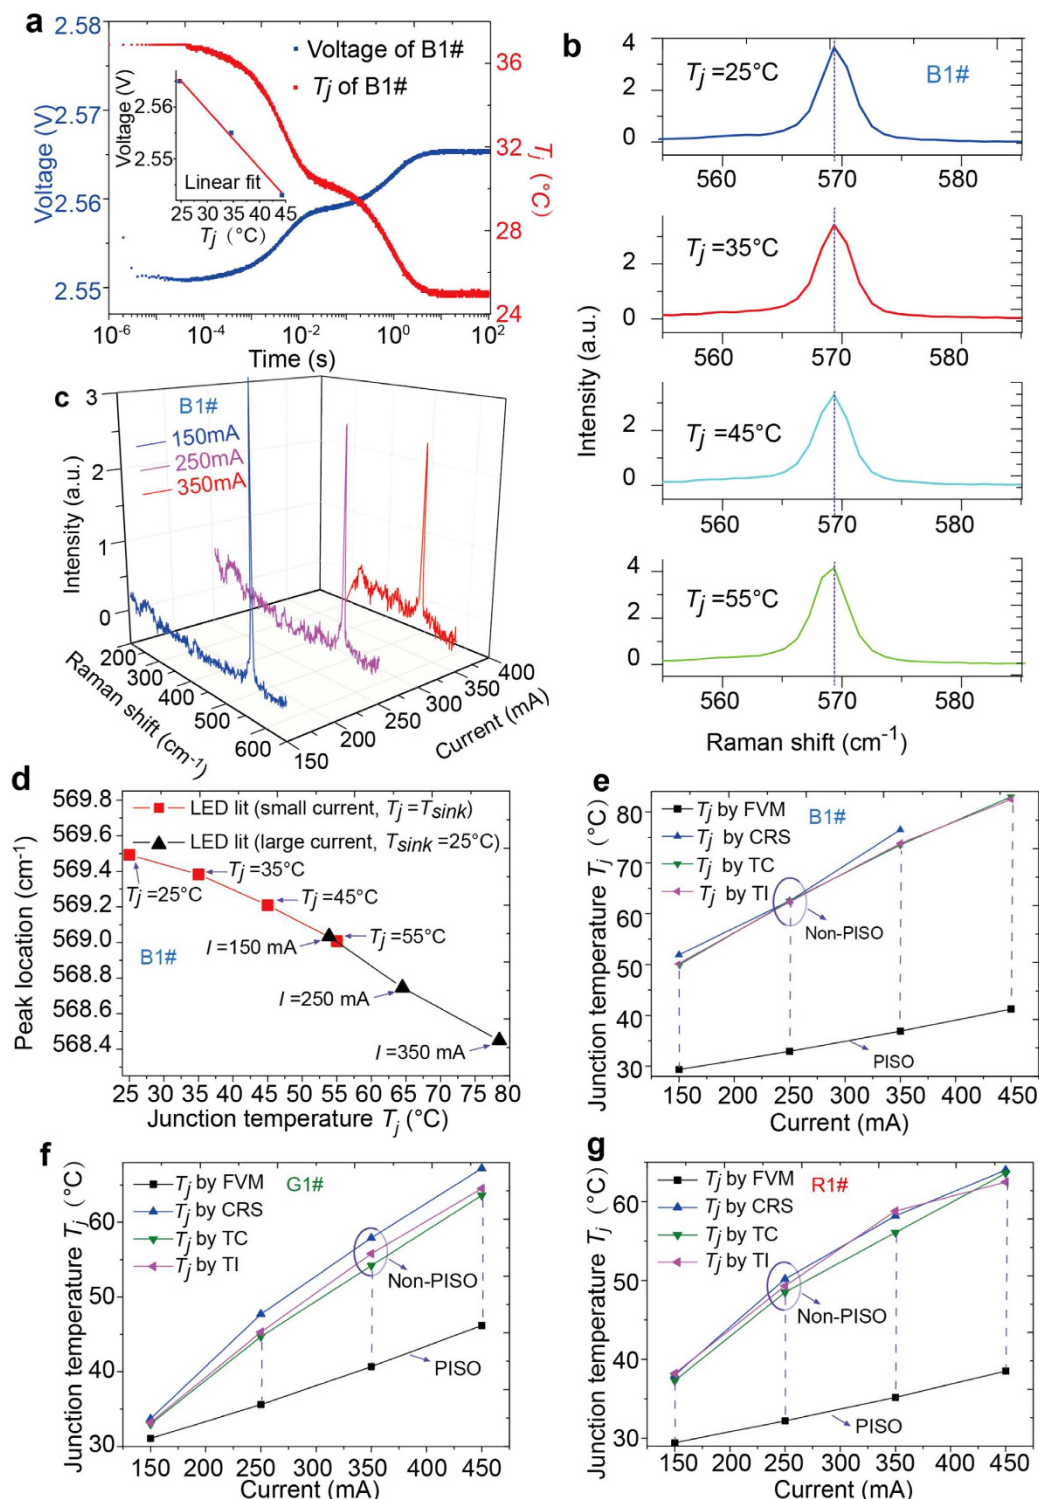 a
2.58
2.57
2.56
2.55
Voltage (V)
Voltage of B1#
Tj of B1#
36
32
28
24
Tj (°C)
Voltage (V)
2.56
2.55
Linear fit
25 30 35 40 45
Tj (°C)
10-6 10-4 10-2 100 102
Time (s)
b
Tj =25°C
B1#
4
2
0
560 570 580
Tj =35°C
2
0
560 570 580
Tj =45°C
2
0
560 570 580
Tj =55°C
4
2
0
560 570 580
Intensity (a.u.)
Raman shift (cm-1)
c
B1#
150mA
250mA
350mA
3
2
1
0
Intensity (a.u.)
200
300
400
500
600
Raman shift (cm-1)
150
200
250
300
350
400
Current (mA)
d
569.8
569.6
569.4
569.2
569.0
568.8
568.6
568.4
Peak location (cm-1)
LED lit (small current, Tj =Tsink)
LED lit (large current, Tsink =25°C)
Tj =25°C
Tj =35°C
Tj =45°C
Tj =55°C
I =150 mA
I =250 mA
I =350 mA
B1#
25 30 35 40 45 50 55 60 65 70 75 80
Junction temperature Tj (°C)
e
Junction temperature Tj (°C)
80
70
60
50
40
30
Tj by FVM
Tj by CRS
Tj by TC
Tj by TI
B1#
Non-PISO
PISO
150 200 250 300 350 400 450
Current (mA)
f
Junction temperature Tj (°C)
60
50
40
30
Tj by FVM
Tj by CRS
Tj by TC
Tj by TI
G1#
Non-PISO
PISO
150 200 250 300 350 400 450
Current (mA)
g
Junction temperature Tj (°C)
60
50
40
30
Tj by FVM
Tj by CRS
Tj by TC
Tj by TI
R1#
Non-PISO
PISO
150 200 250 300 350 400 450
Current (mA)